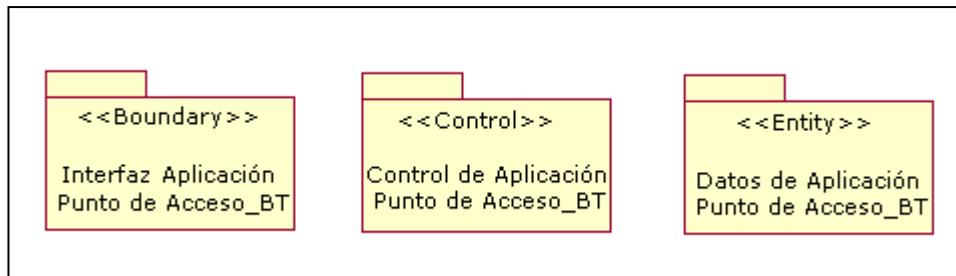 <<Boundary>>
Interfaz Aplicación
Punto de Acceso_BT
<<Control>>
Control de Aplicación
Punto de Acceso_BT
<<Entity>>
Datos de Aplicación
Punto de Acceso_BT